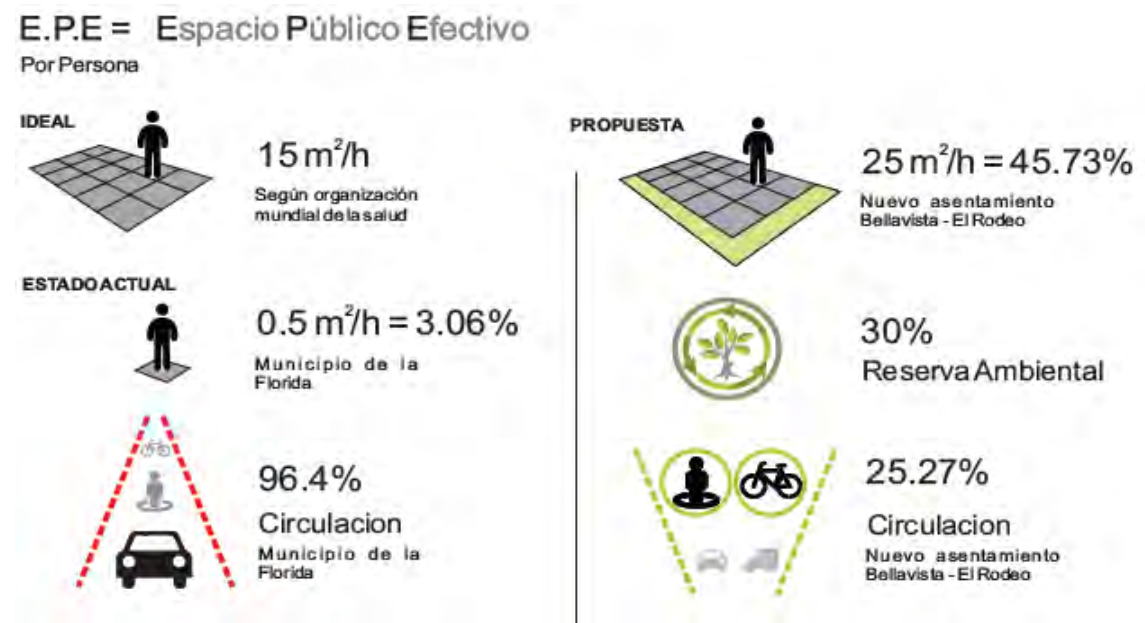 E.P.E = Espacio Público Efectivo
Por Persona
IDEAL
15 m²/h
Según organización
mundial de la salud
ESTADO ACTUAL
0.5 m²/h = 3.06%
Municipio de la
Florida
96.4%
Circulacion
Municipio de la
Florida
PROPUESTA
25 m²/h = 45.73%
Nuevo asentamiento
Bellavista - El Rodeo
30%
Reserva Ambiental
25.27%
Circulacion
Nuevo asentamiento
Bellavista - El Rodeo